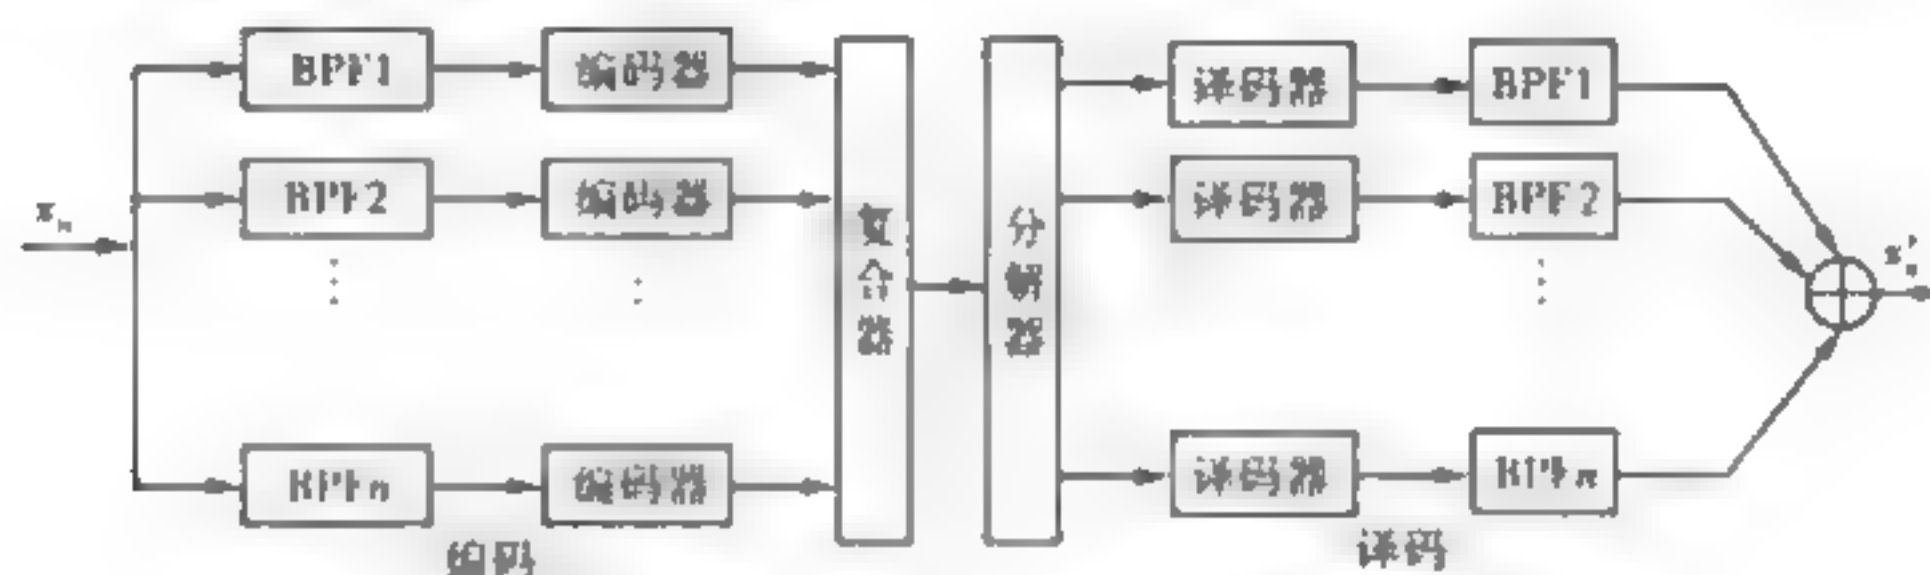 BPF1 编码器 译码器 BPF1
BPF2 编码器 译码器 BPF2
xn 复合器 分解器 x'n
BPFn 编码器 译码器 BPFn
编码 译码